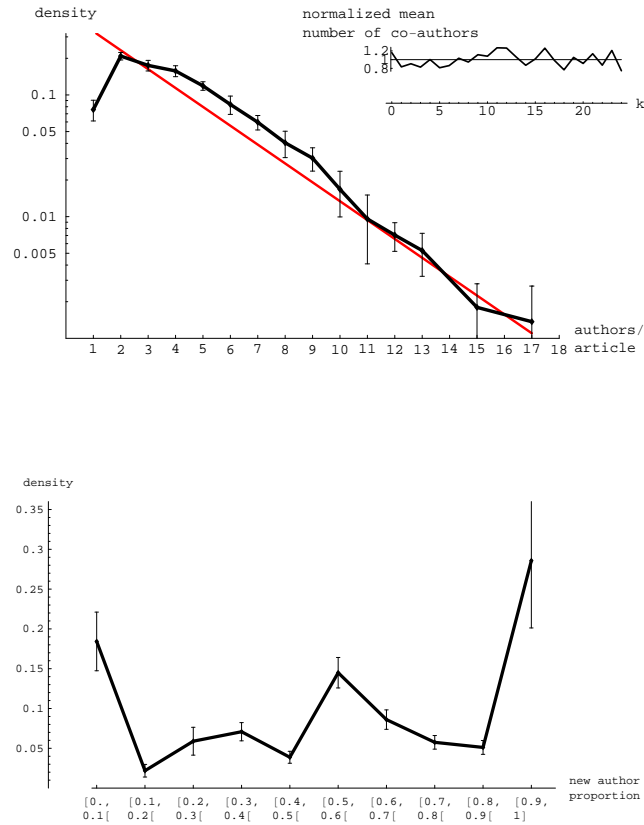 density
normalized mean
number of co-authors
1.2
1
0.8
0 5 10 15 20 k
0.1
0.05
0.01
0.005
1 2 3 4 5 6 7 8 9 10 11 12 13 14 15 16 17 18
authors/
article
density
0.35
0.3
0.25
0.2
0.15
0.1
0.05
[0., [0.1, [0.2, [0.3, [0.4, [0.5, [0.6, [0.7, [0.8, [0.9,
0.1[ 0.2[ 0.3[ 0.4[ 0.5[ 0.6[ 0.7[ 0.8[ 0.9[ 1]
new author
proportion